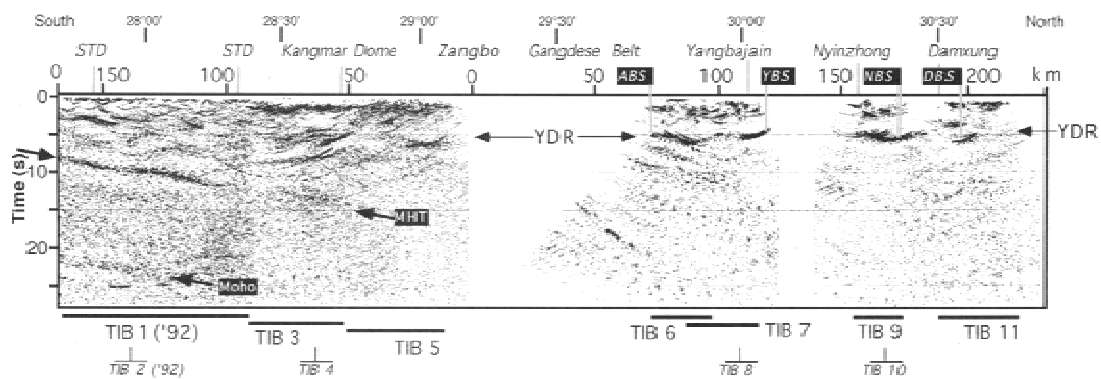 South 28°00' 28°30' 29°00' 29°30' 30°00' 30°30' North
STD STD Kangmar Dome Zangbo Gangdese Belt Yangbajain Nyinzhong Damxung
0 150 100 50 0 50 ABS 100 YBS 150 NBS DBS 200 km
0
YDR YDR
Time (s)
10
MHT
20
Moho
TIB 1 ('92) TIB 3 TIB 5 TIB 6 TIB 7 TIB 9 TIB 11
TIB 2 ('92) TIB 4 TIB 8 TIB 10